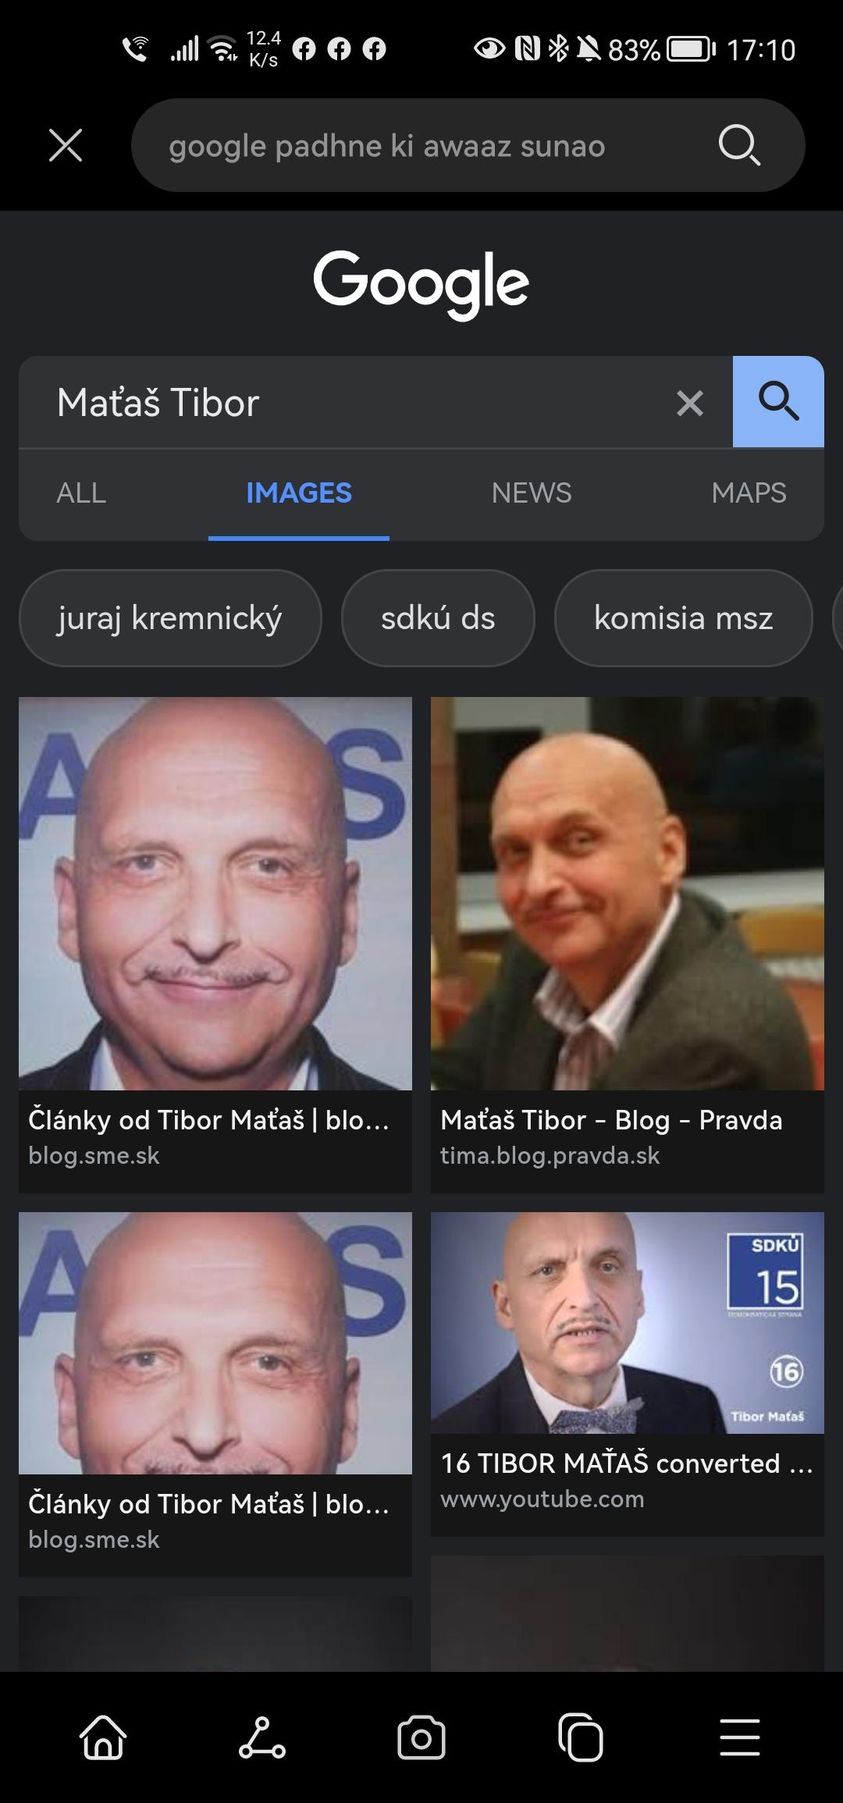 12.4
K/s
83%
17:10
google padhne ki awaaz sunao
Google
Maťaš Tibor
ALL IMAGES NEWS MAPS
juraj kremnický sdkú ds komisia msz
A S
Články od Tibor Maťaš | blo...
blog.sme.sk
Maťaš Tibor - Blog - Pravda
tima.blog.pravda.sk
A S
Články od Tibor Maťaš | blo...
blog.sme.sk
SDKÚ
15
16
Tibor Maťaš
16 TIBOR MAŤAŠ converted ...
www.youtube.com